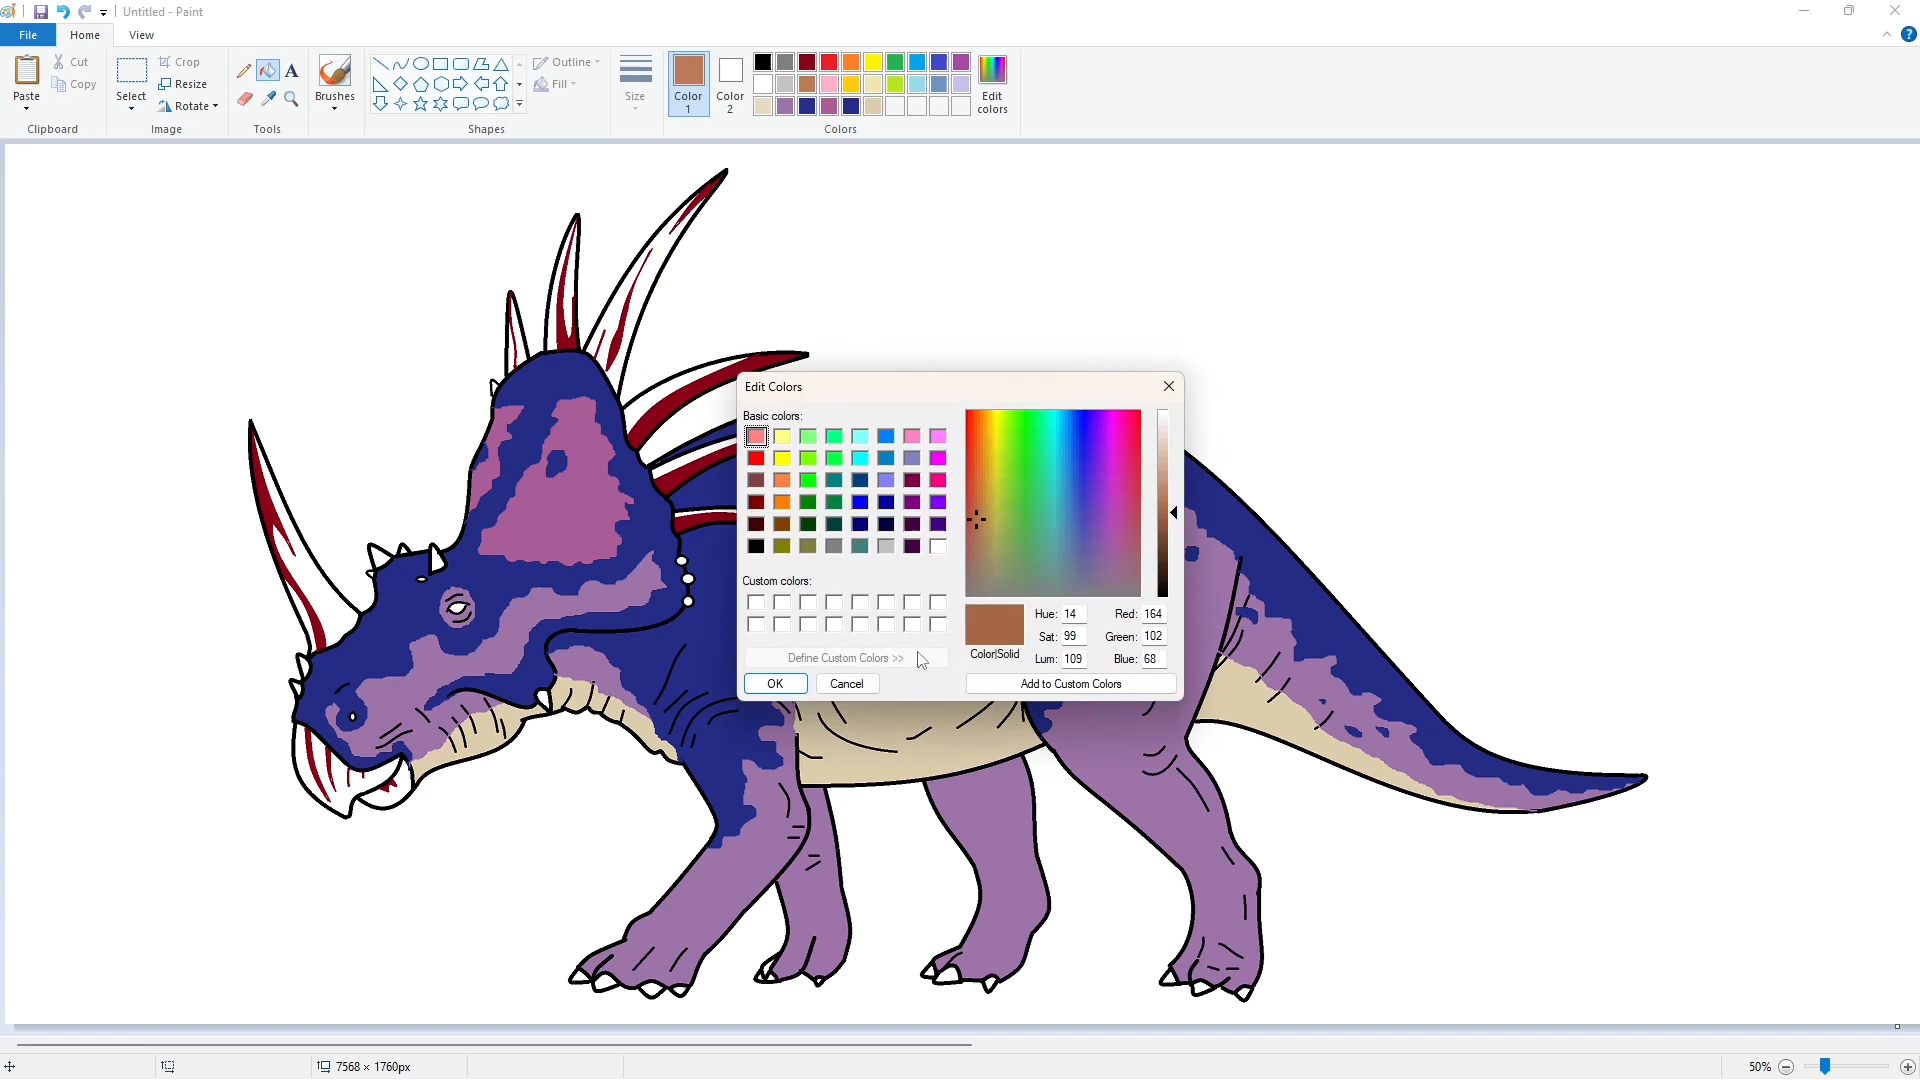 Untitled - Paint
File Home View
Paste
Cut
Copy
Clipboard
Select
Crop
Resize
Rotate
Image
A
Tools
Brushes
Shapes
Outline
Fill
Size
Color 1
Color 2
Colors
Edit colors
Edit Colors
Basic colors:
Custom colors:
Define Custom Colors >>
OK Cancel
Color|Solid
Hue: 14 Red: 164
Sat: 99 Green: 102
Lum: 109 Blue: 68
Add to Custom Colors
7568 × 1760px
50%